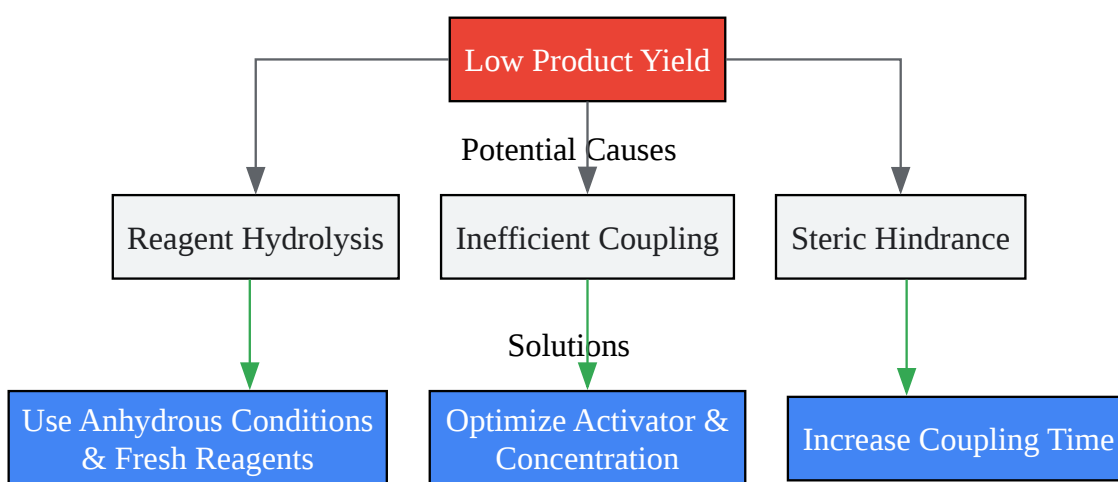 Low Product Yield
Potential Causes
Reagent Hydrolysis
Inefficient Coupling
Steric Hindrance
Solutions
Use Anhydrous Conditions
& Fresh Reagents
Optimize Activator &
Concentration
Increase Coupling Time